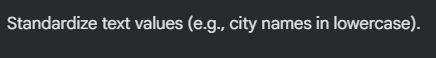 Standardize text values (e.g., city names in lowercase).